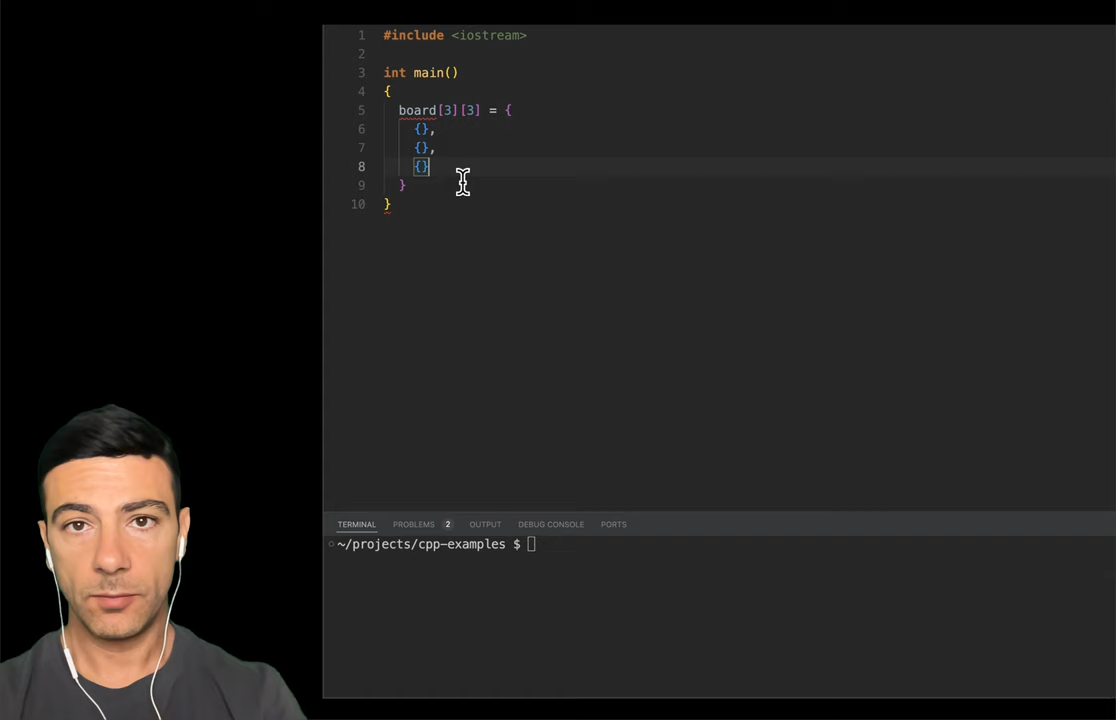 1 #include <iostream>
2
3 int main()
4 {
5 board[3][3] = {
6 {},
7 {},
8 {}
9 }
10 }
TERMINAL PROBLEMS 2 OUTPUT DEBUG CONSOLE PORTS
~/projects/cpp-examples $